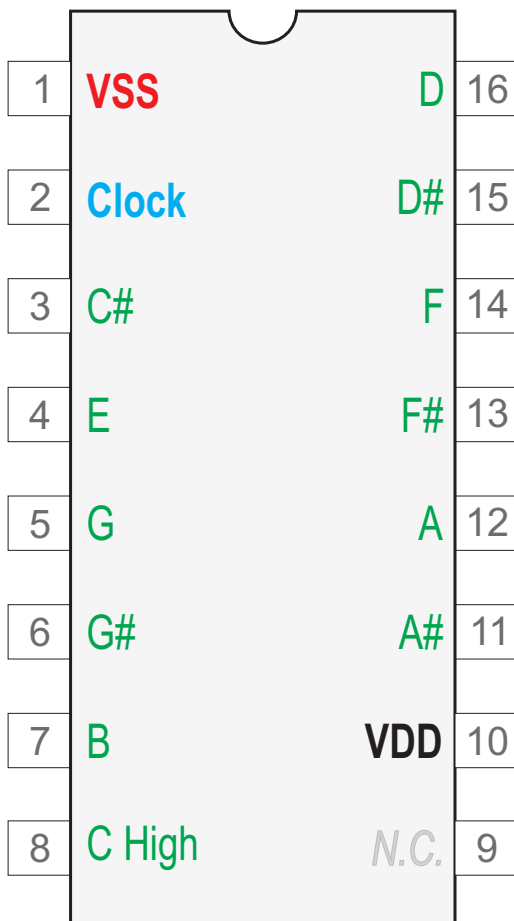 1 VSS D 16
2 Clock D# 15
3 C# F 14
4 E F# 13
5 G A 12
6 G# A# 11
7 B VDD 10
8 C High N.C. 9